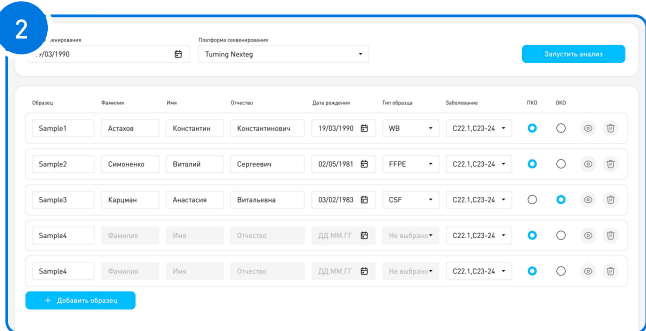 2
Платформа секвенирования
/03/1990
Turning Nexteg
Запустить анализ
Образец Фамилия Имя Отчество Дата рождения Тип образца Заболевание ПКО ОКО
Sample1 Астахов Константин Константинович 19/03/1990 WB C22.1,C23-24
Sample2 Симоненко Виталий Сергеевич 02/05/1981 FFPE C22.1,C23-24
Sample3 Карцман Анастасия Витальевна 03/02/1983 CSF C22.1,C23-24
Sample4 Фамилия Имя Отчество ДД.ММ.ГГ Не выбрано C22.1,C23-24
Sample4 Фамилия Имя Отчество ДД.ММ.ГГ Не выбрано C22.1,C23-24
+ Добавить образец